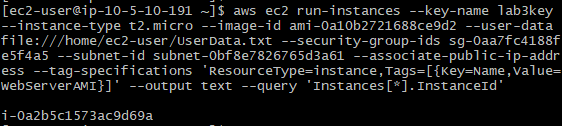 [ec2-user@ip-10-5-10-191 ~]$ aws ec2 run-instances --key-name lab3key
--instance-type t2.micro --image-id ami-0a10b2721688ce9d2 --user-data
file:///home/ec2-user/UserData.txt --security-group-ids sg-0aa7fc4188f
e5f4a5 --subnet-id subnet-0bf8e7826765d3a61 --associate-public-ip-addr
ess --tag-specifications 'ResourceType=instance,Tags=[{Key=Name,Value=
WebServerAMI}]' --output text --query 'Instances[*].InstanceId'
i-0a2b5c1573ac9d69a